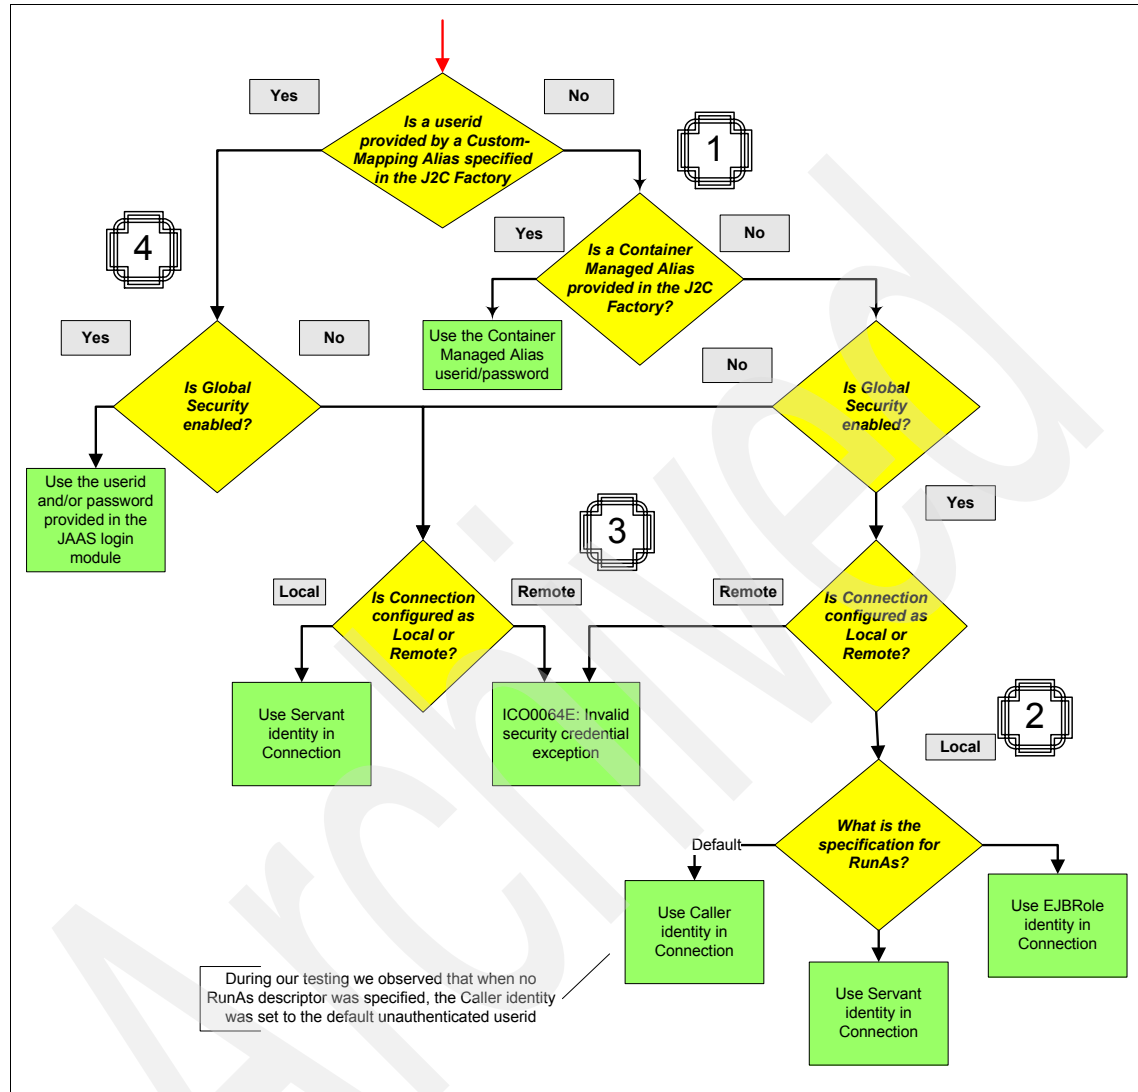 Yes
No
Is a userid
provided by a Custom-
Mapping Alias specified
in the J2C Factory
1
4
Yes
No
Is a Container
Managed Alias
provided in the J2C
Factory?
Yes
No
Use the Container
Managed Alias
userid/password
No
Is Global
Security
enabled?
Is Global
Security
enabled?
Use the userid
and/or password
provided in the
JAAS login
module
3
Yes
Local
Is Connection
configured as
Local or
Remote?
Remote
Remote
Is Connection
configured as
Local or
Remote?
Use Servant
identity in
Connection
ICO0064E: Invalid
security credential
exception
2
Local
What is the
specification for
RunAs?
Default
Use Caller
identity in
Connection
Use EJBRole
identity in
Connection
Use Servant
identity in
Connection
During our testing we observed that when no
RunAs descriptor was specified, the Caller identity
was set to the default unauthenticated userid
Archived